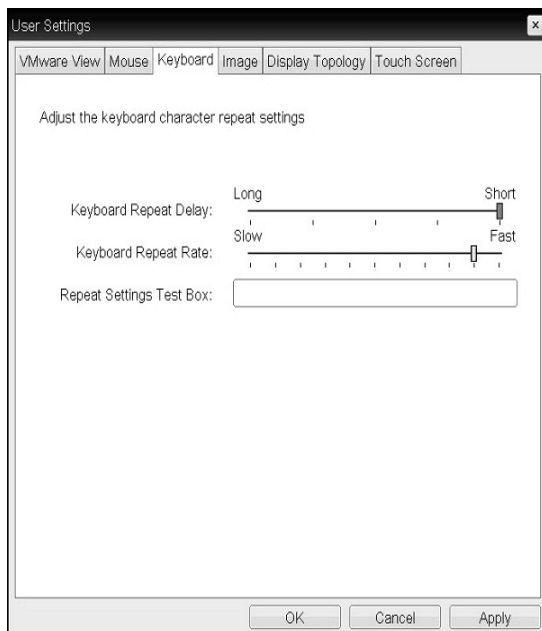 User Settings x
VMware View Mouse Keyboard Image Display Topology Touch Screen
Adjust the keyboard character repeat settings
Long Short
Keyboard Repeat Delay:
Slow Fast
Keyboard Repeat Rate:
Repeat Settings Test Box:
OK Cancel Apply